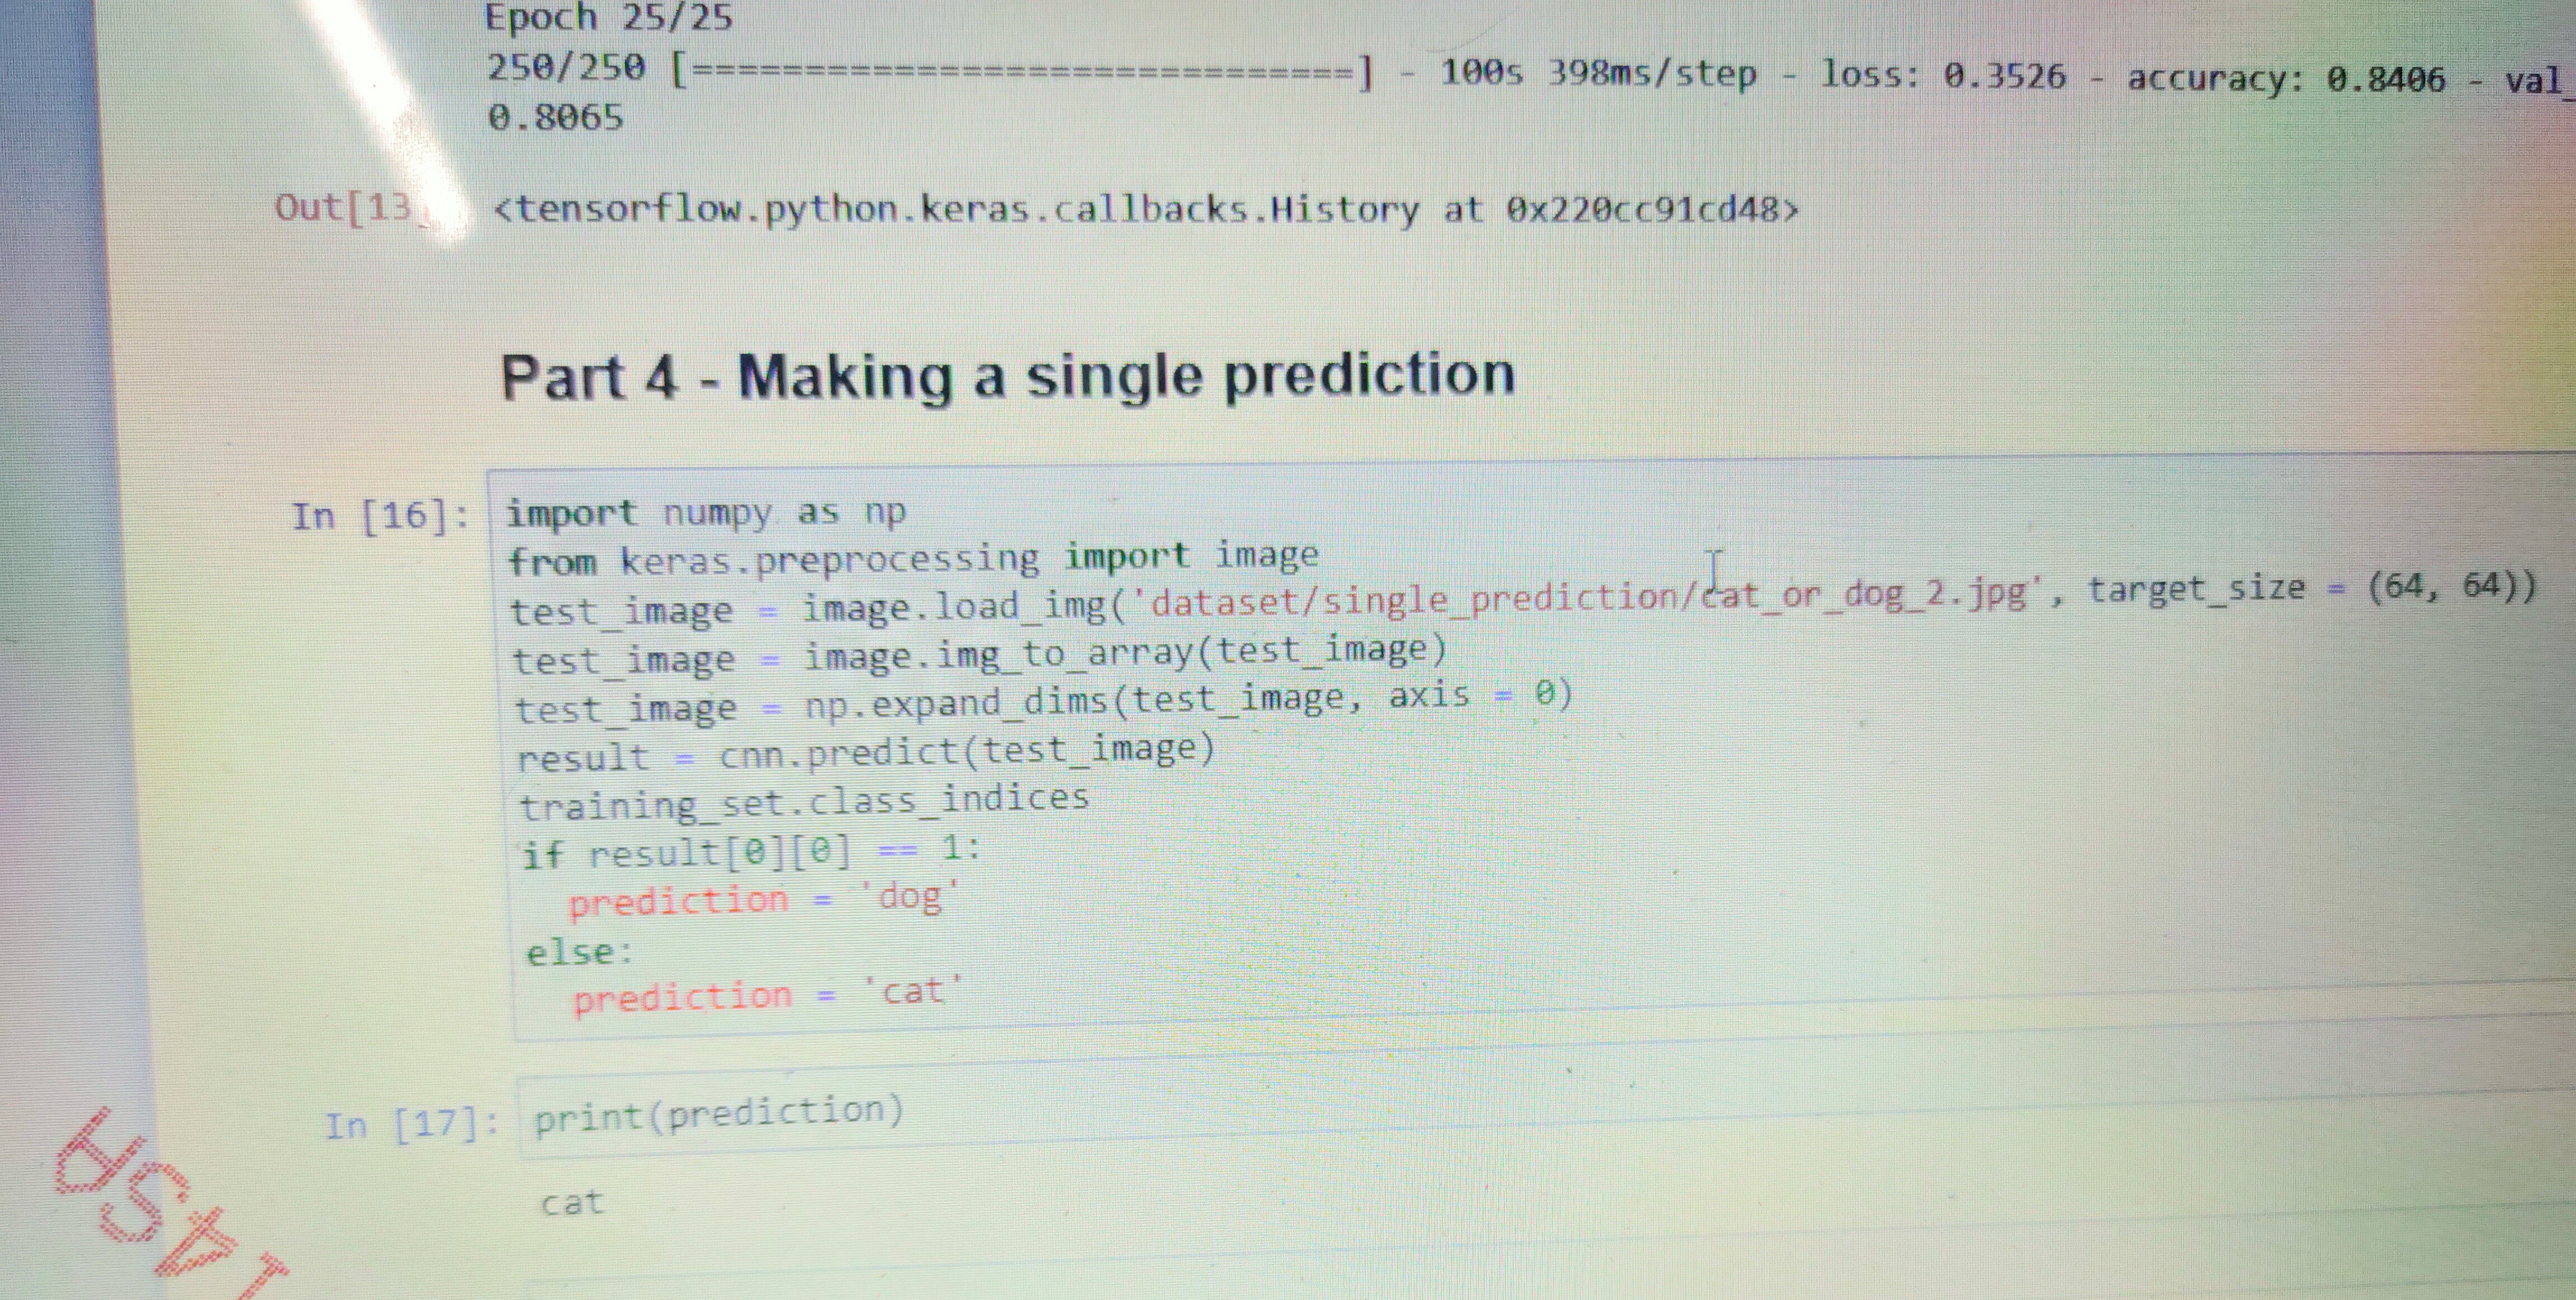 Epoch 25/25
250/250 [==============================] - 100s 398ms/step - loss: 0.3526 - accuracy: 0.8406 - val_
0.8065
Out[13
<tensorflow.python.keras.callbacks.History at 0x220cc91cd48>
Part 4 - Making a single prediction
In [16]:
import numpy as np
from keras.preprocessing import image
test_image = image.load_img('dataset/single_prediction/cat_or_dog_2.jpg', target_size = (64, 64))
test_image = image.img_to_array(test_image)
test_image = np.expand_dims(test_image, axis = 0)
result = cnn.predict(test_image)
training_set.class_indices
if result[0][0] == 1:
  prediction = 'dog'
else:
  prediction = 'cat'
In [17]:
print(prediction)
cat